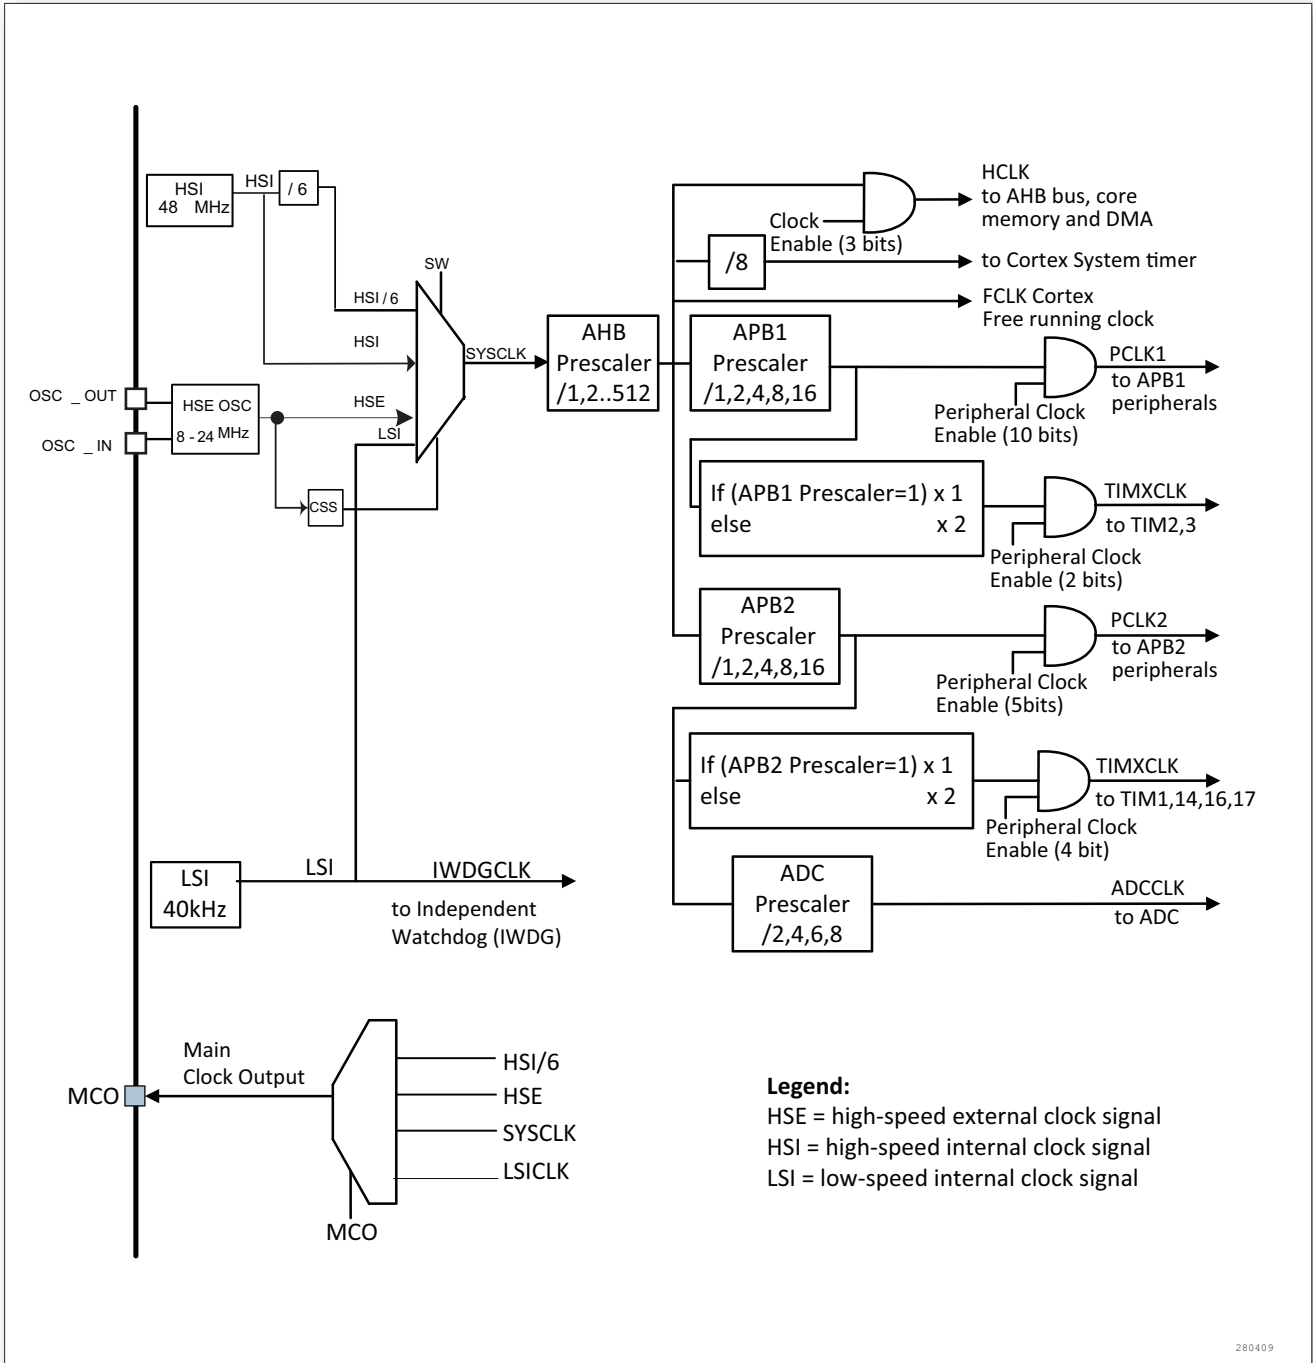 HSI
48 MHz
HSI
/ 6
SW
HSI / 6
HSI
HSE
LSI
SYSCLK
OSC _ OUT
OSC _ IN
HSE OSC
8 - 24 MHz
CSS
AHB
Prescaler
/1,2..512
HCLK
to AHB bus, core
memory and DMA
Clock
Enable (3 bits)
/8
to Cortex System timer
FCLK Cortex
Free running clock
APB1
Prescaler
/1,2,4,8,16
PCLK1
to APB1
peripherals
Peripheral Clock
Enable (10 bits)
If (APB1 Prescaler=1) x 1
else x 2
TIMXCLK
to TIM2,3
Peripheral Clock
Enable (2 bits)
APB2
Prescaler
/1,2,4,8,16
PCLK2
to APB2
peripherals
Peripheral Clock
Enable (5bits)
If (APB2 Prescaler=1) x 1
else x 2
TIMXCLK
to TIM1,14,16,17
Peripheral Clock
Enable (4 bit)
LSI
40kHz
LSI
IWDGCLK
to Independent
Watchdog (IWDG)
ADC
Prescaler
/2,4,6,8
ADCCLK
to ADC
Main
Clock Output
MCO
HSI/6
HSE
SYSCLK
LSICLK
MCO
Legend:
HSE = high-speed external clock signal
HSI = high-speed internal clock signal
LSI = low-speed internal clock signal
280409